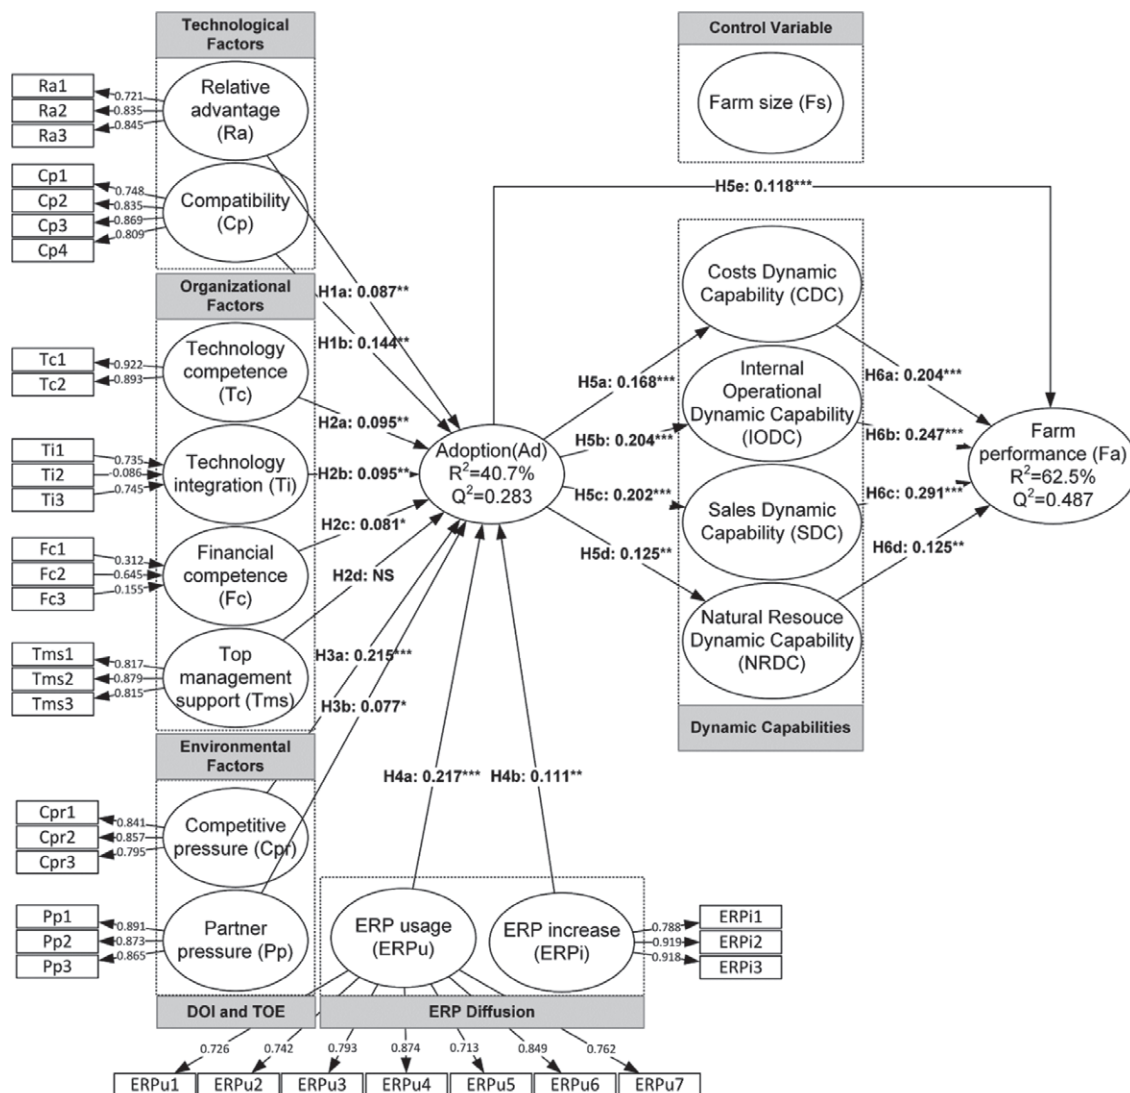 Technological
Factors
Ra1
Ra2
Ra3
0.721
0.835
0.845
Relative
advantage
(Ra)
Cp1
Cp2
Cp3
Cp4
0.748
0.835
0.869
0.809
Compatibility
(Cp)
Organizational
Factors
Tc1
Tc2
0.922
0.893
Technology
competence
(Tc)
Ti1
Ti2
Ti3
0.735
-0.086
0.745
Technology
integration (Ti)
Fc1
Fc2
Fc3
0.312
0.645
0.155
Financial
competence
(Fc)
Tms1
Tms2
Tms3
0.817
0.879
0.815
Top
management
support (Tms)
Environmental
Factors
Cpr1
Cpr2
Cpr3
0.841
0.857
0.795
Competitive
pressure (Cpr)
Pp1
Pp2
Pp3
0.891
0.873
0.865
Partner
pressure (Pp)
DOI and TOE
H1a: 0.087**
H1b: 0.144**
H2a: 0.095**
H2b: 0.095**
H2c: 0.081*
H2d: NS
H3a: 0.215***
H3b: 0.077*
H4a: 0.217***
H4b: 0.111**
Adoption(Ad)
R²=40.7%
Q²=0.283
ERP usage
(ERPu)
ERP increase
(ERPi)
0.788
0.919
0.918
ERPi1
ERPi2
ERPi3
ERP Diffusion
0.726
0.742
0.793
0.874
0.713
0.849
0.762
ERPu1
ERPu2
ERPu3
ERPu4
ERPu5
ERPu6
ERPu7
Control Variable
Farm size (Fs)
H5e: 0.118***
H5a: 0.168***
H5b: 0.204***
H5c: 0.202***
H5d: 0.125**
Costs Dynamic
Capability (CDC)
Internal
Operational
Dynamic Capability
(IODC)
Sales Dynamic
Capability (SDC)
Natural Resouce
Dynamic Capability
(NRDC)
Dynamic Capabilities
H6a: 0.204***
H6b: 0.247***
H6c: 0.291***
H6d: 0.125**
Farm
performance (Fa)
R²=62.5%
Q²=0.487